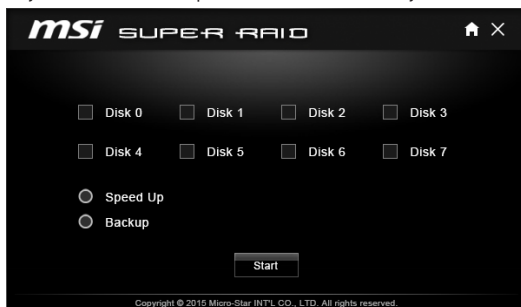 msi SUPER RAID
Disk 0 Disk 1 Disk 2 Disk 3
Disk 4 Disk 5 Disk 6 Disk 7
Speed Up
Backup
Start
Copyright © 2015 Micro-Star INT'L CO., LTD. All rights reserved.